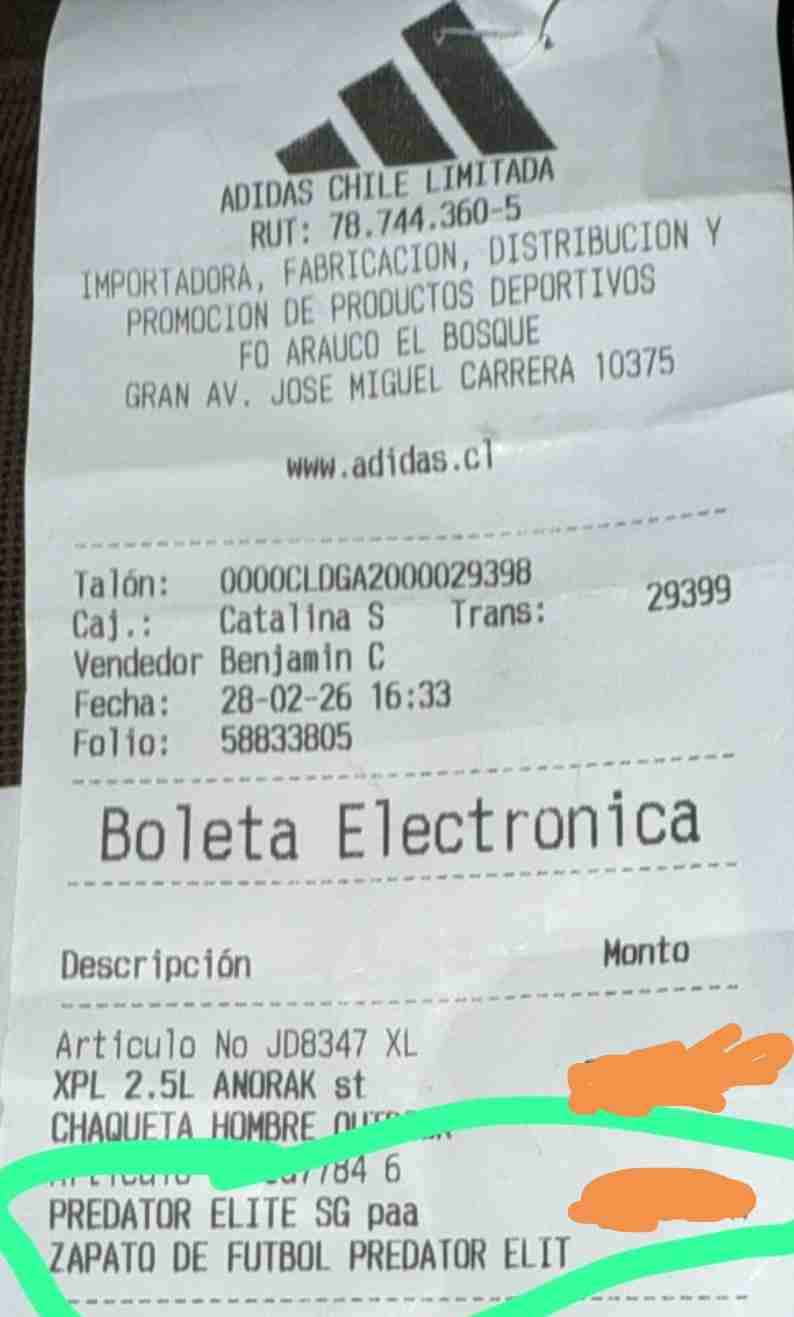 ADIDAS CHILE LIMITADA
RUT: 78.744.360-5
IMPORTADORA, FABRICACION, DISTRIBUCION Y
PROMOCION DE PRODUCTOS DEPORTIVOS
FO ARAUCO EL BOSQUE
GRAN AV. JOSE MIGUEL CARRERA 10375
www.adidas.cl
Talón: 0000CLDGA2000029398
Caj.: Catalina S Trans: 29399
Vendedor Benjamin C
Fecha: 28-02-26 16:33
Folio: 58833805
Boleta Electronica
Descripción Monto
Articulo No JD8347 XL
XPL 2.5L ANORAK st
CHAQUETA HOMBRE
6
PREDATOR ELITE SG paa
ZAPATO DE FUTBOL PREDATOR ELIT